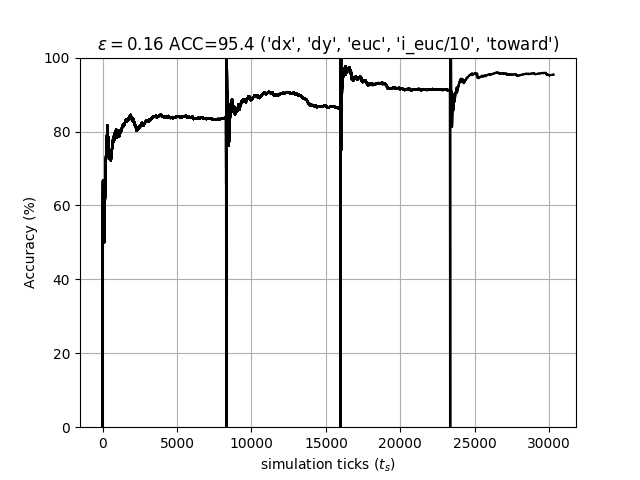 ε = 0.16 ACC=95.4 ('dx', 'dy', 'euc', 'i_euc/10', 'toward')
100
80
60
40
20
0
Accuracy (%)
0 5000 10000 15000 20000 25000 30000
simulation ticks (tₛ)